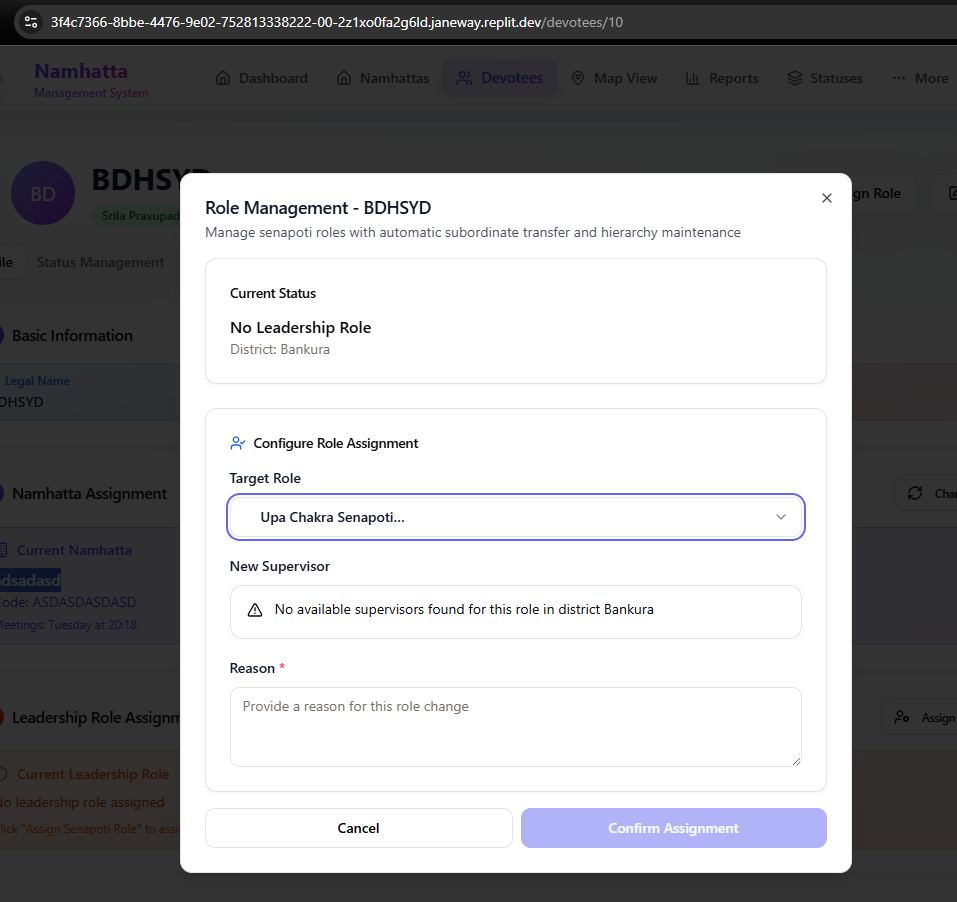 3f4c7366-8bbe-4476-9e02-752813338222-00-2z1xo0fa2g6ld.janeway.replit.dev/devotees/10
Namhatta
Management System
Dashboard
Namhattas
Devotees
Map View
Reports
Statuses
More
BD
BDHSYD
Srila Pravupad
gn Role
ile
Status Management
Basic Information
Legal Name
DHSYD
Namhatta Assignment
Cha
Current Namhatta
dsadasd
Code: ASDASDASDASD
Meetings: Tuesday at 20:18
Leadership Role Assignm
Assign
Current Leadership Role
No leadership role assigned
lick "Assign Senapoti Role" to assi
Role Management - BDHSYD
Manage senapoti roles with automatic subordinate transfer and hierarchy maintenance
Current Status
No Leadership Role
District: Bankura
Configure Role Assignment
Target Role
Upa Chakra Senapoti...
New Supervisor
No available supervisors found for this role in district Bankura
Reason *
Provide a reason for this role change
Cancel
Confirm Assignment